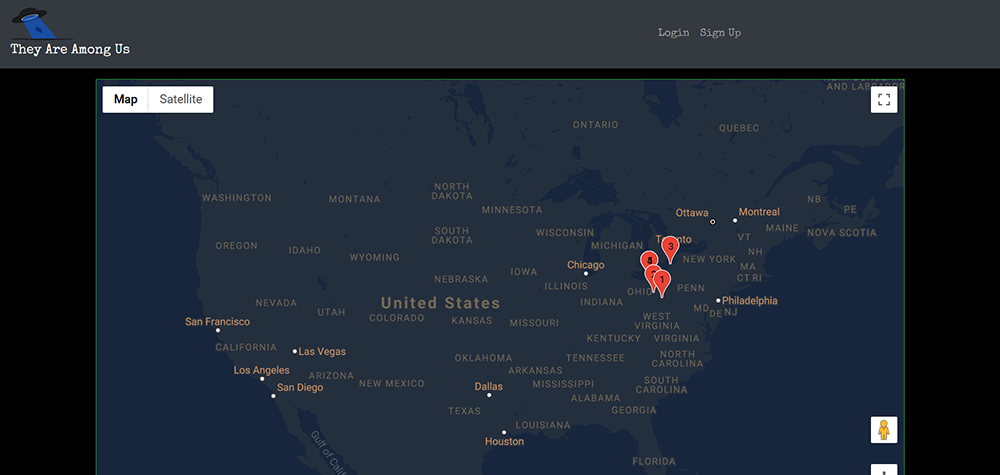 They Are Among Us
Login Sign Up
Map Satellite
AND LABRADOR
ONTARIO
QUEBEC
NORTH
DAKOTA
WASHINGTON
MONTANA
MINNESOTA
NB
PE
Ottawa
Montreal
MAINE
NOVA SCOTIA
SOUTH
DAKOTA
WISCONSIN
MICHIGAN
3
VT
NH
OREGON
IDAHO
WYOMING
NEW YORK
MA
CT RI
Chicago
IOWA
NEBRASKA
ILLINOIS
INDIANA
OHIO
1
PENN
United States
NEVADA
UTAH
COLORADO
KANSAS
MISSOURI
WEST
VIRGINIA
MD
DE
NJ
Philadelphia
San Francisco
CALIFORNIA
Las Vegas
KENTUCKY
VIRGINIA
Los Angeles
San Diego
ARIZONA
NEW MEXICO
OKLAHOMA
ARKANSAS
TENNESSEE
NORTH
CAROLINA
Dallas
MISSISSIPPI
SOUTH
CAROLINA
ALABAMA
GEORGIA
TEXAS
LOUISIANA
Houston
Gulf of Cali
FLORIDA